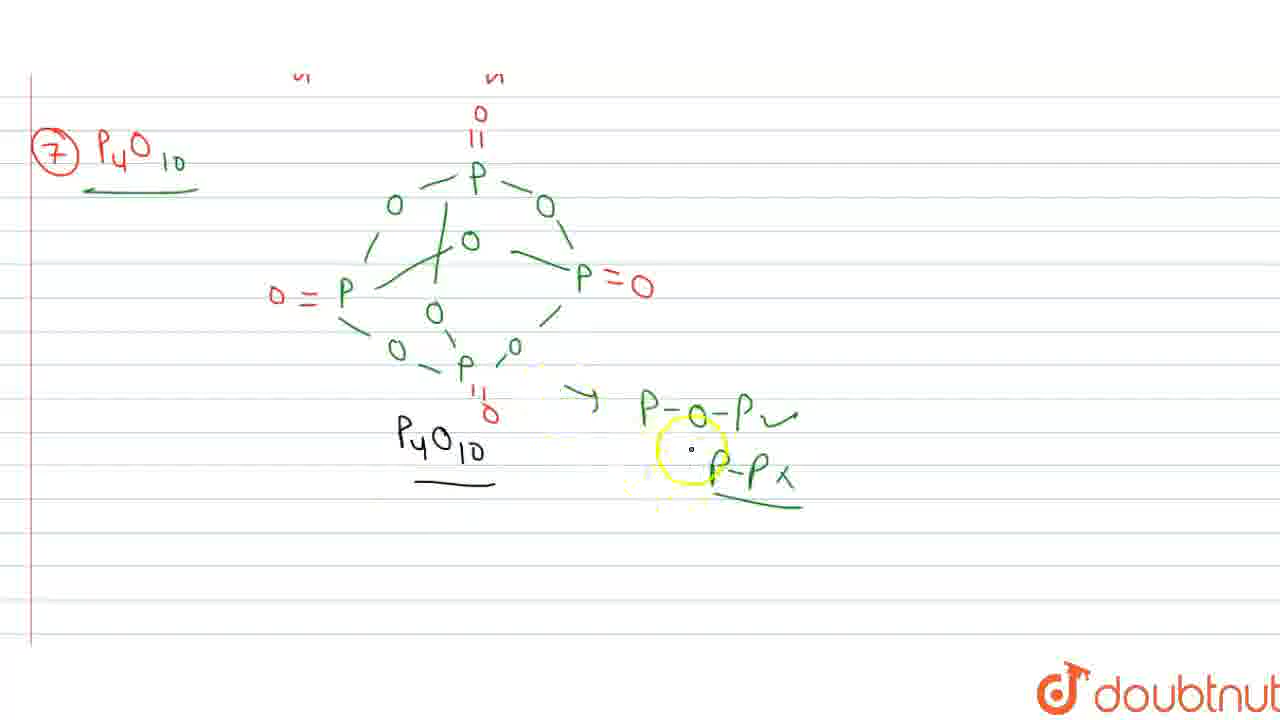 O
||
7 P4O10
P
O O
O
O = P P = O
O
O O
P
||
O
→ P-O-P ✓
P4O10
P-P ×
doubtnut